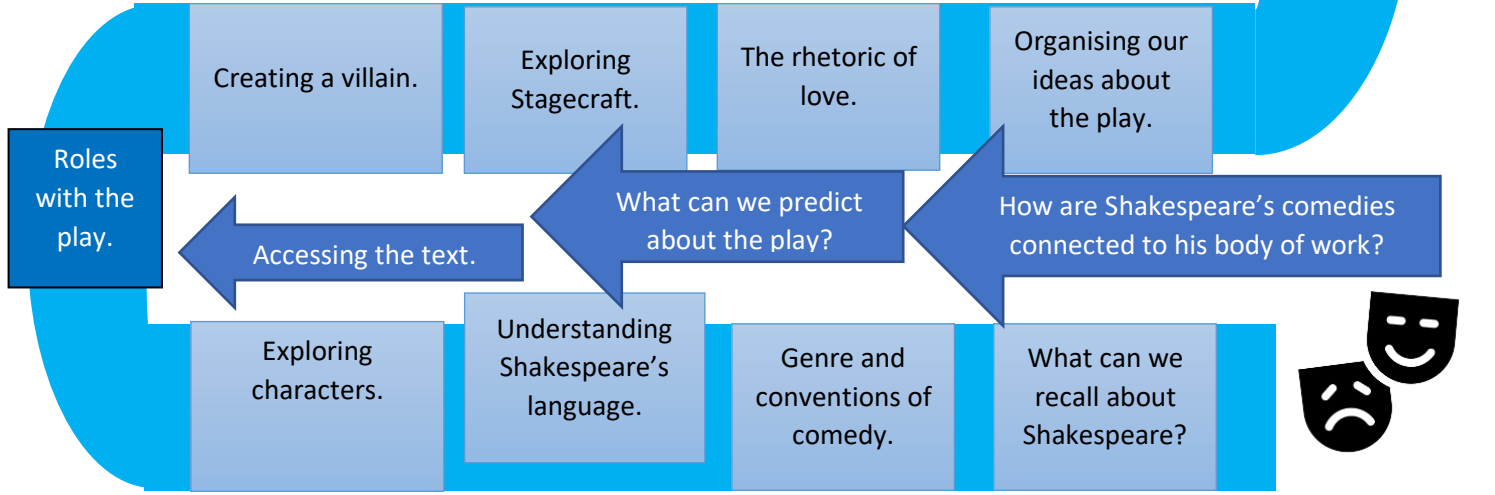 Creating a villain.
Exploring
Stagecraft.
The rhetoric of
love.
Organising our
ideas about
the play.
Roles
with the
play.
Accessing the text.
What can we predict
about the play?
How are Shakespeare’s comedies
connected to his body of work?
Exploring
characters.
Understanding
Shakespeare’s
language.
Genre and
conventions of
comedy.
What can we
recall about
Shakespeare?